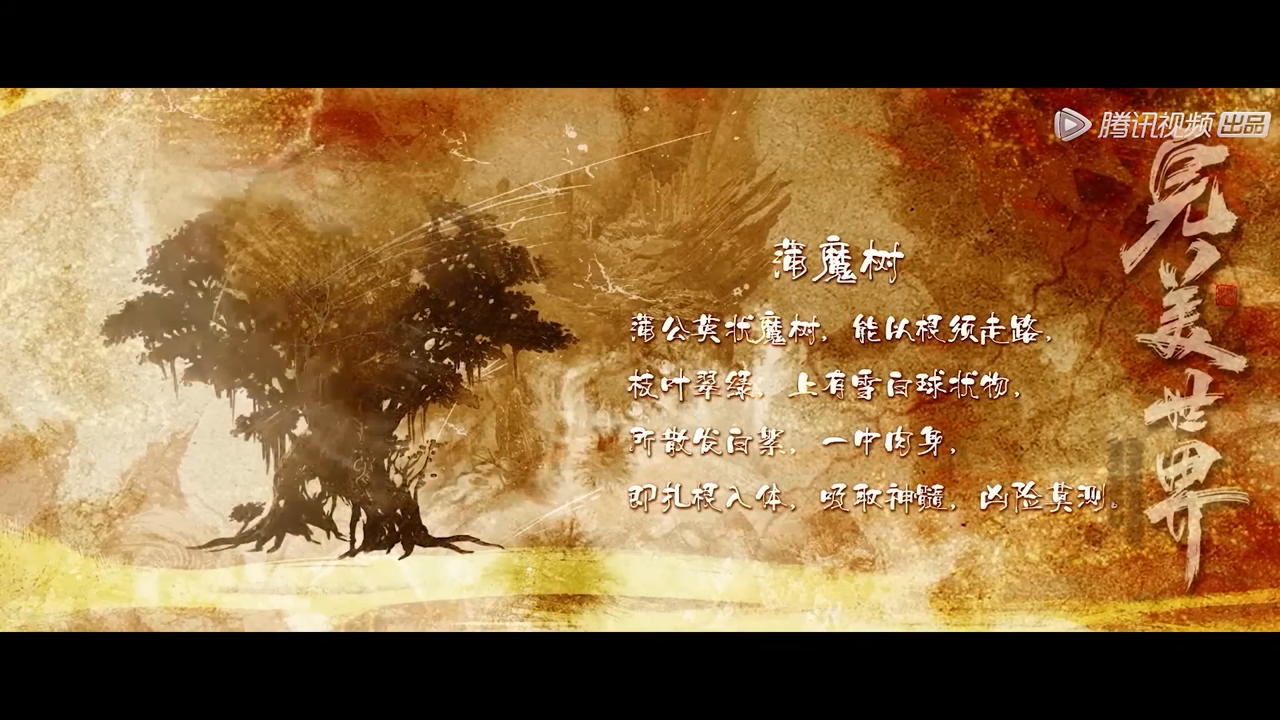 腾讯视频 出品
完美世界
蒲魔树
蒲公英状魔树，能以根须走路，
枝叶翠绿，上有雪白球状物，
所散发白絮，一中肉身，
即扎根入体，吸取神髓，凶险莫测。